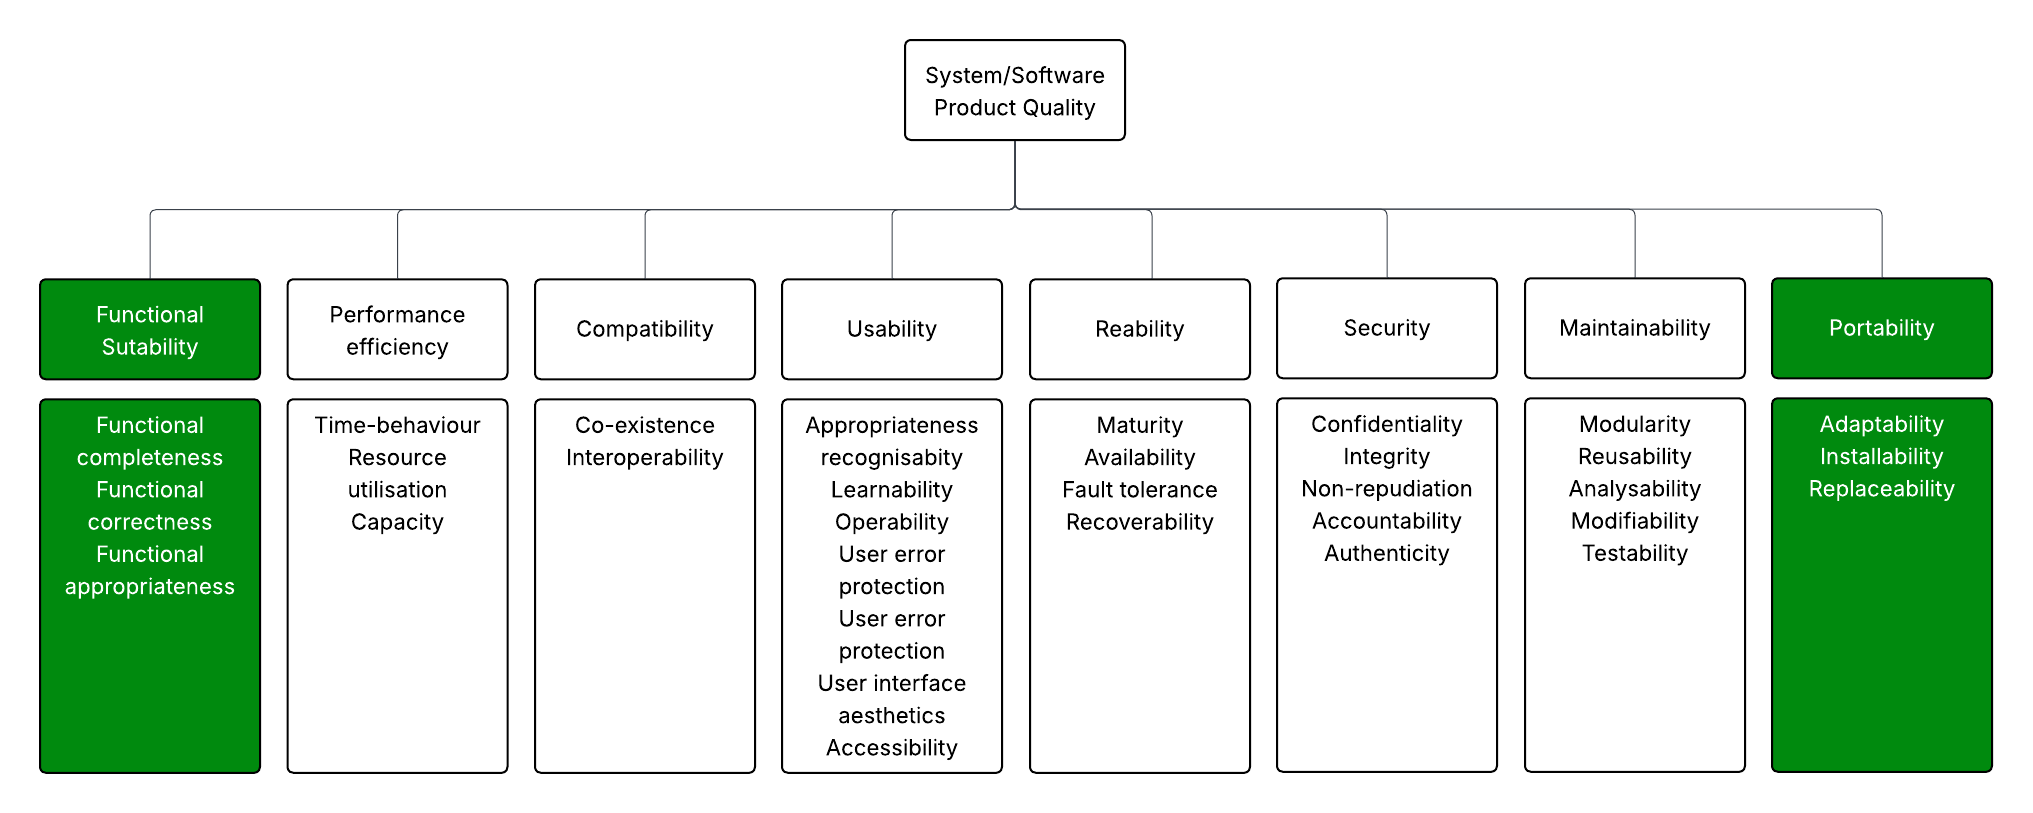 System/Software
Product Quality
Functional
Sutability
Performance
efficiency
Compatibility
Usability
Reability
Security
Maintainability
Portability
Functional
completeness
Functional
correctness
Functional
appropriateness
Time-behaviour
Resource
utilisation
Capacity
Co-existence
Interoperability
Appropriateness
recognisabity
Learnability
Operability
User error
protection
User error
protection
User interface
aesthetics
Accessibility
Maturity
Availability
Fault tolerance
Recoverability
Confidentiality
Integrity
Non-repudiation
Accountability
Authenticity
Modularity
Reusability
Analysability
Modifiability
Testability
Adaptability
Installability
Replaceability